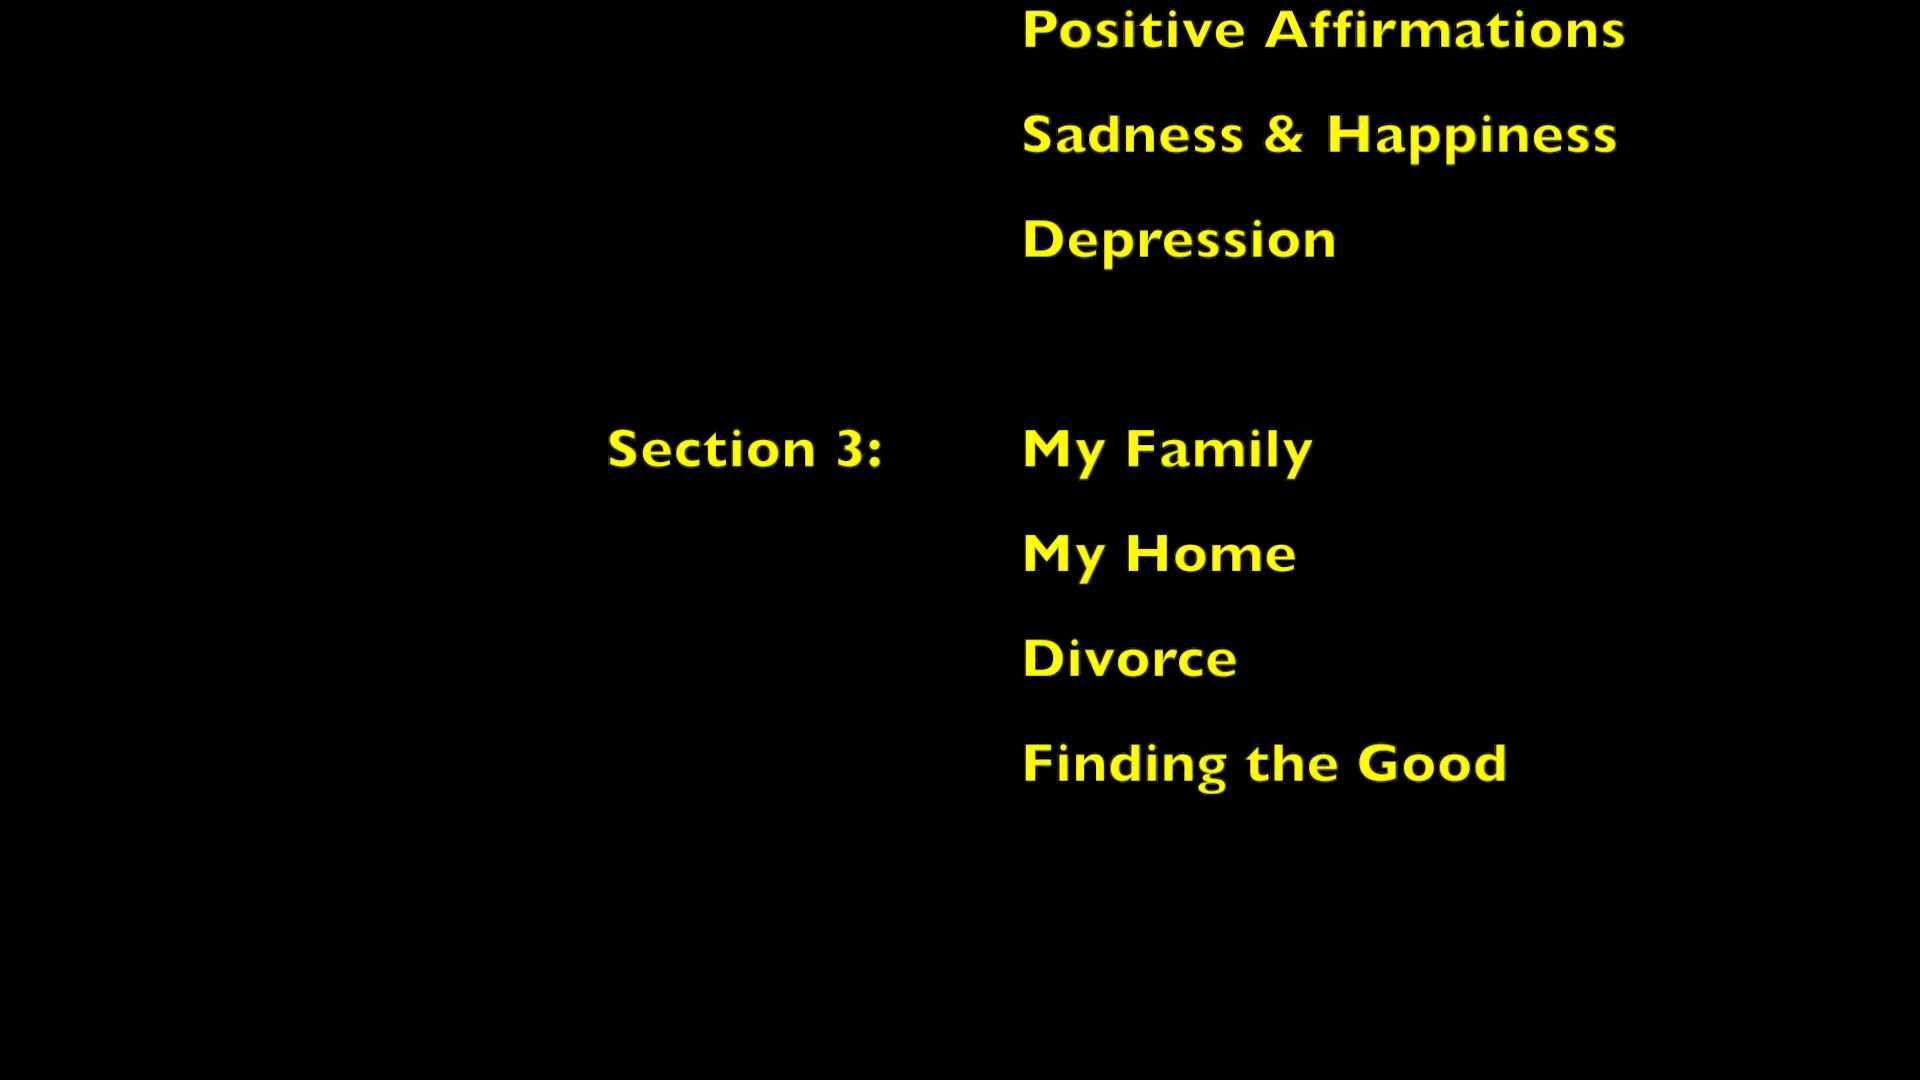 Positive Affirmations
Sadness & Happiness
Depression
Section 3: My Family
My Home
Divorce
Finding the Good